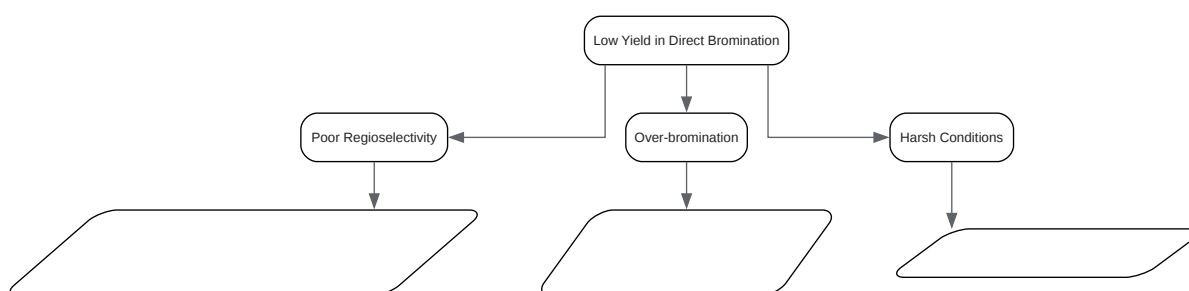 Low Yield in Direct Bromination
Poor Regioselectivity
Over-bromination
Harsh Conditions